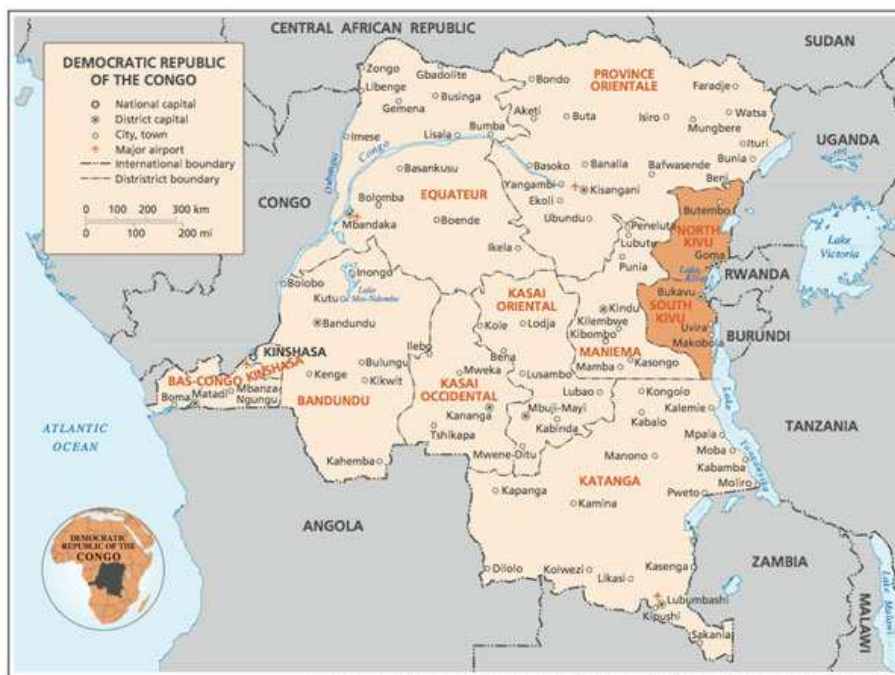 CENTRAL AFRICAN REPUBLIC
SUDAN
DEMOCRATIC REPUBLIC
OF THE CONGO
National capital
District capital
City, town
Major airport
International boundary
Distristrict boundary
0 100 200 300 km
0 100 200 mi
Zongo
Gbadolite
Libenge
Businga
Gemena
Bondo
PROVINCE
ORIENTALE
Faradje
Aketi
Buta
Isiro
Watsa
Mungbere
Imese
Lisala
Bumba
Ituri
UGANDA
Congo
Basankusu
Basoko
Banalia
Bafwasende
Bunia
Beni
Yangambi
Kisangani
CONGO
EQUATEUR
Bolomba
Ekoli
Butembo
Mbandaka
Boende
Ubundu
NORTH
KIVU
Lubutu
Ikela
Punia
Goma
Lake
Victoria
RWANDA
Bolobo
Inongo
Kutu
Lake
KASAI
ORIENTAL
Bukavu
SOUTH
KIVU
Kindu
Bandundu
Kole
Lodja
Kilembwe
Kibombo
Uvira
BURUNDI
Makobola
KINSHASA
Ilebo
Bena
MANIEMA
BAS-CONGO
KINSHASA
Bulungu
Mweka
Kasongo
Kenge
Kikwit
KASAI
OCCIDENTAL
Lusambo
Mamba
Boma
Matadi
Mbanza-
Ngungu
BANDUNDU
Lubao
Kongolo
Kananga
Mbuji-Mayi
Kalemie
Lake
Tanganyika
ATLANTIC
OCEAN
Tshikapa
Kabinda
Kabalo
TANZANIA
Mwene-Ditu
Mpala
Manono
Moba
Kahemba
Kabamba
KATANGA
Moliro
Kapanga
Pweto
Kamina
DEMOCRATIC
REPUBLIC OF THE
CONGO
ANGOLA
ZAMBIA
Dilolo
Kolwezi
Likasi
Kasenga
Lubumbashi
Kipushi
Sakania
MALAWI
Lake Malawi